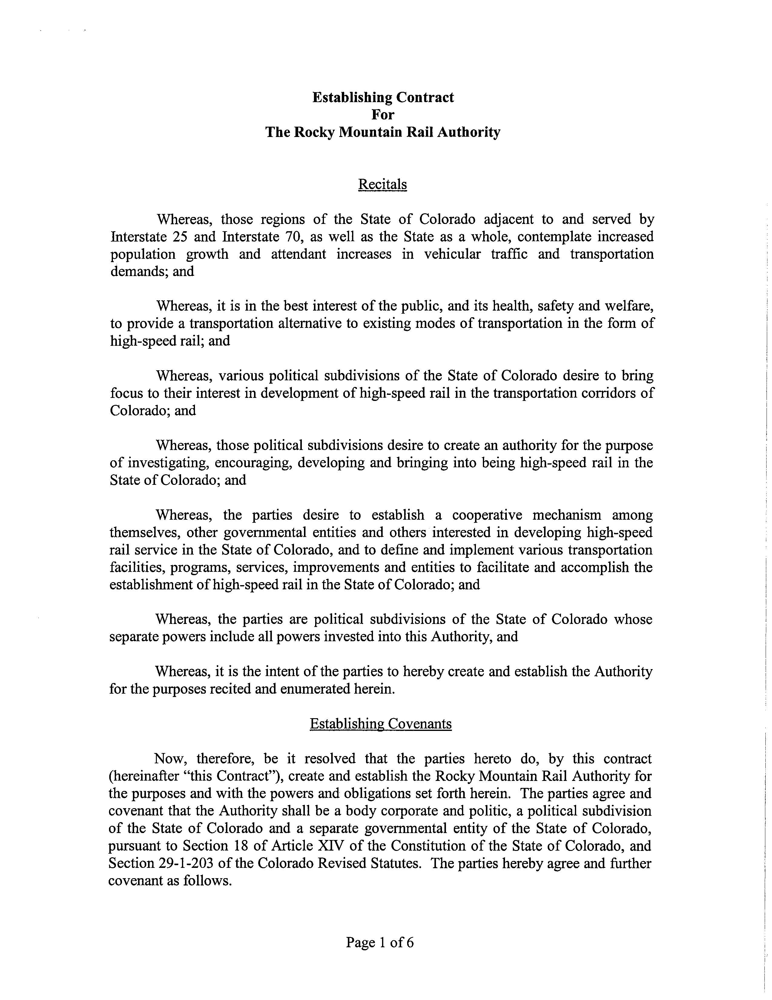 Establishing Contract
For
The Rocky Mountain Rail Authority
Recitals
Whereas, those regions of the State of Colorado adjacent to and served by
Interstate 25 and Interstate 70, as well as the State as a whole, contemplate increased
population growth and attendant increases in vehicular traffic and transportation
demands; and
Whereas, it is in the best interest of the public, and its health, safety and welfare,
to provide a transportation alternative to existing modes of transportation in the form of
high-speed rail; and
Whereas, various political subdivisions of the State of Colorado desire to bring
focus to their interest in development of high-speed rail in the transportation corridors of
Colorado; and
Whereas, those political subdivisions desire to create an authority for the purpose
of investigating, encouraging, developing and bringing into being high-speed rail in the
State of Colorado; and
Whereas, the parties desire to establish a cooperative mechanism among
themselves, other governmental entities and others interested in developing high-speed
rail service in the State of Colorado, and to define and implement various transportation
facilities, programs, services, improvements and entities to facilitate and accomplish the
establishment of high-speed rail in the State of Colorado; and
Whereas, the parties are political subdivisions of the State of Colorado whose
separate powers include all powers invested into this Authority, and
Whereas, it is the intent of the parties to hereby create and establish the Authority
for the purposes recited and enumerated herein.
Establishing Covenants
Now, therefore, be it resolved that the parties hereto do, by this contract
(hereinafter “this Contract”), create and establish the Rocky Mountain Rail Authority for
the purposes and with the powers and obligations set forth herein. The parties agree and
covenant that the Authority shall be a body corporate and politic, a political subdivision
of the State of Colorado and a separate governmental entity of the State of Colorado,
pursuant to Section 18 of Article XIV of the Constitution of the State of Colorado, and
Section 29-1-203 of the Colorado Revised Statutes. The parties hereby agree and further
covenant as follows.
Page 1 of 6